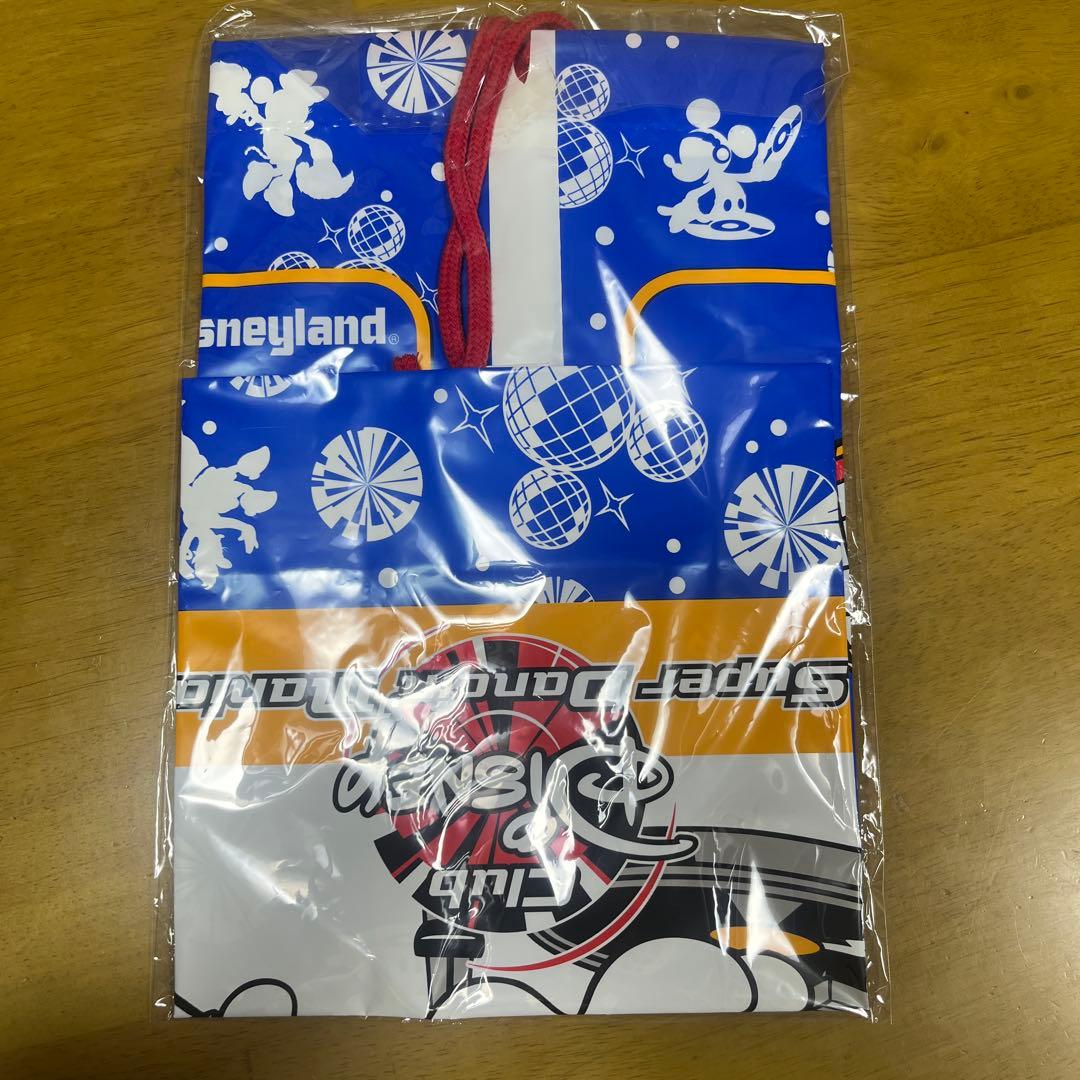 sneyland®
Super Dancin' Mania
Club
Disney